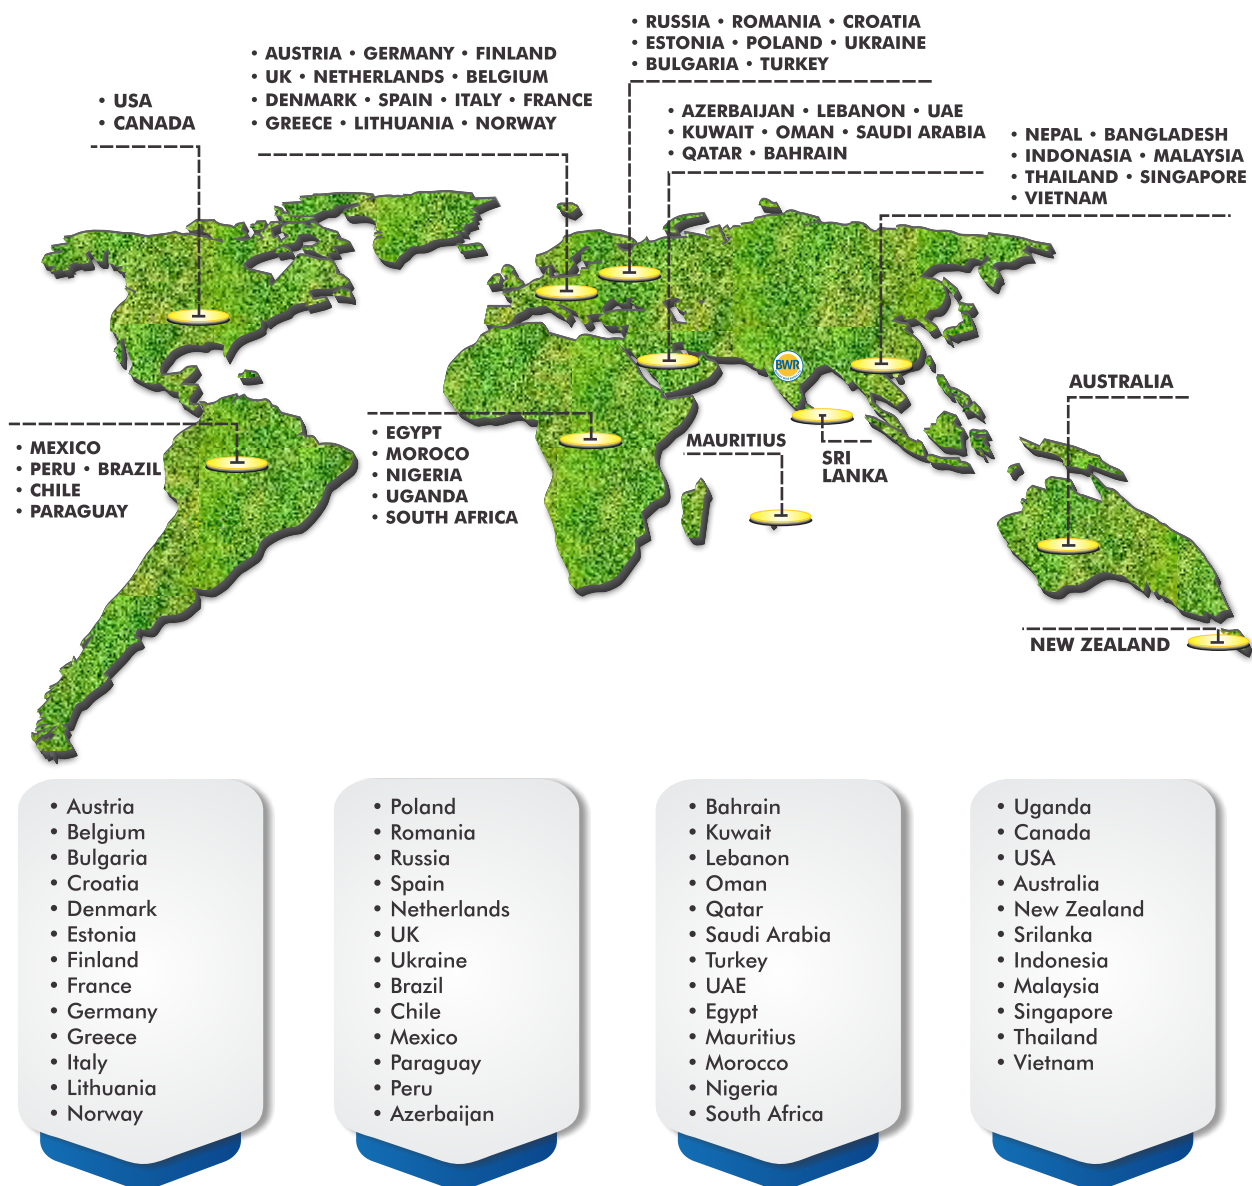 • RUSSIA • ROMANIA • CROATIA
• ESTONIA • POLAND • UKRAINE
• BULGARIA • TURKEY
• AUSTRIA • GERMANY • FINLAND
• UK • NETHERLANDS • BELGIUM
• DENMARK • SPAIN • ITALY • FRANCE
• GREECE • LITHUANIA • NORWAY
• USA
• CANADA
• AZERBAIJAN • LEBANON • UAE
• KUWAIT • OMAN • SAUDI ARABIA
• QATAR • BAHRAIN
• NEPAL • BANGLADESH
• INDONASIA • MALAYSIA
• THAILAND • SINGAPORE
• VIETNAM
BWR
AUSTRALIA
• MEXICO
• PERU • BRAZIL
• CHILE
• PARAGUAY
• EGYPT
• MOROCO
• NIGERIA
• UGANDA
• SOUTH AFRICA
MAURITIUS
SRI
LANKA
NEW ZEALAND
• Austria
• Belgium
• Bulgaria
• Croatia
• Denmark
• Estonia
• Finland
• France
• Germany
• Greece
• Italy
• Lithuania
• Norway
• Poland
• Romania
• Russia
• Spain
• Netherlands
• UK
• Ukraine
• Brazil
• Chile
• Mexico
• Paraguay
• Peru
• Azerbaijan
• Bahrain
• Kuwait
• Lebanon
• Oman
• Qatar
• Saudi Arabia
• Turkey
• UAE
• Egypt
• Mauritius
• Morocco
• Nigeria
• South Africa
• Uganda
• Canada
• USA
• Australia
• New Zealand
• Srilanka
• Indonesia
• Malaysia
• Singapore
• Thailand
• Vietnam